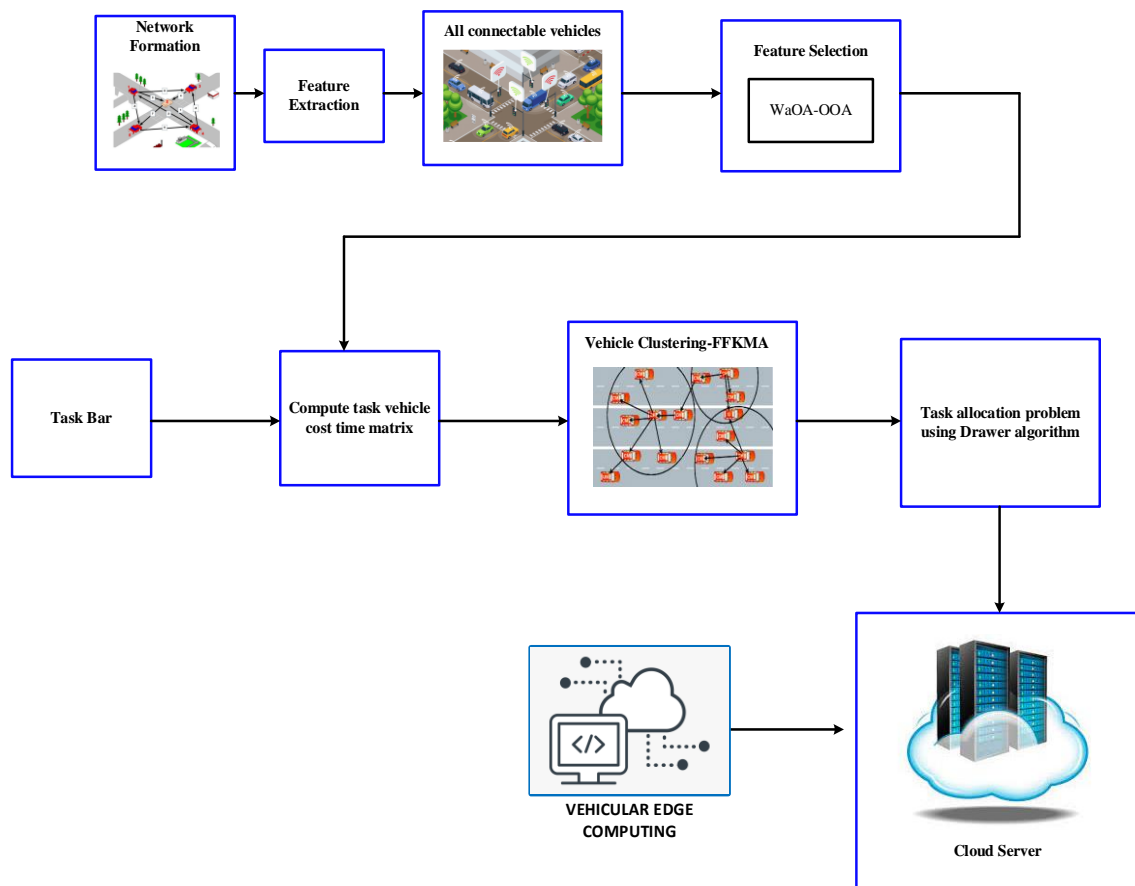 Network
Formation
Feature
Extraction
All connectable vehicles
Feature Selection
WaOA-OOA
Task Bar
Compute task vehicle
cost time matrix
Vehicle Clustering-FFKMA
Task allocation problem
using Drawer algorithm
</>
VEHICULAR EDGE
COMPUTING
Cloud Server